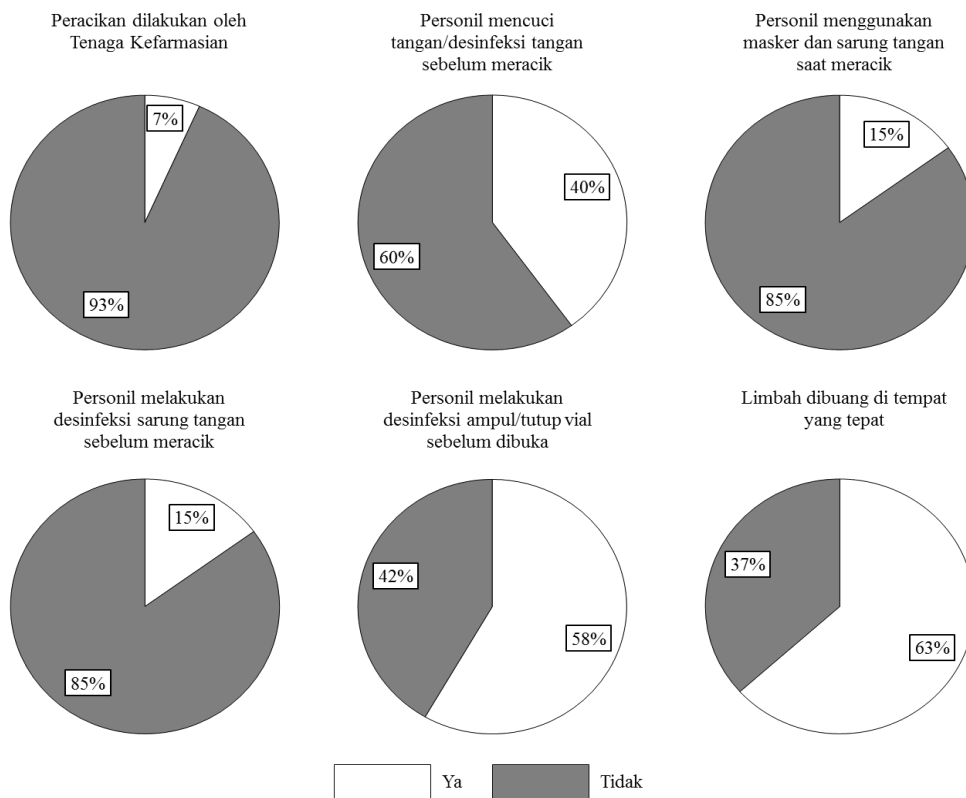 Peracikan dilakukan oleh
Tenaga Kefarmasian
7%
93%
Personil mencuci
tangan/desinfeksi tangan
sebelum meracik
40%
60%
Personil menggunakan
masker dan sarung tangan
saat meracik
15%
85%
Personil melakukan
desinfeksi sarung tangan
sebelum meracik
15%
85%
Personil melakukan
desinfeksi ampul/tutup vial
sebelum dibuka
42%
58%
Limbah dibuang di tempat
yang tepat
37%
63%
Ya
Tidak